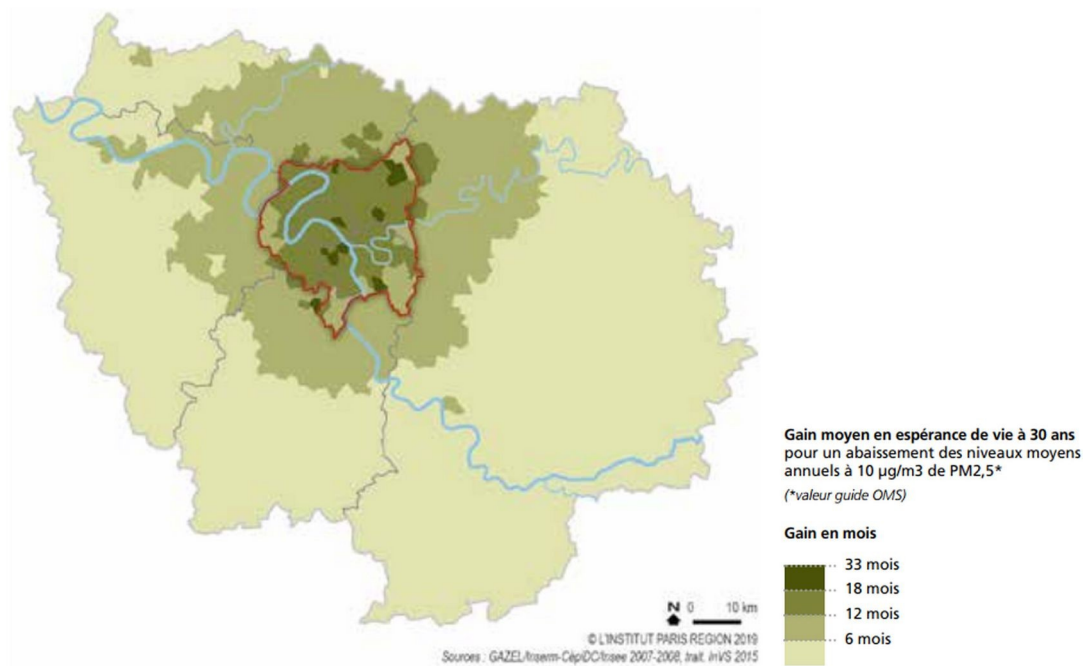 Gain moyen en espérance de vie à 30 ans
pour un abaissement des niveaux moyens
annuels à 10 µg/m3 de PM2,5*
(*valeur guide OMS)
Gain en mois
33 mois
18 mois
12 mois
6 mois
N 0 10 km
© L'INSTITUT PARIS REGION 2019
Sources : GAZEL/Inserm-CépiDC/Insee 2007-2008, trait. InVS 2015